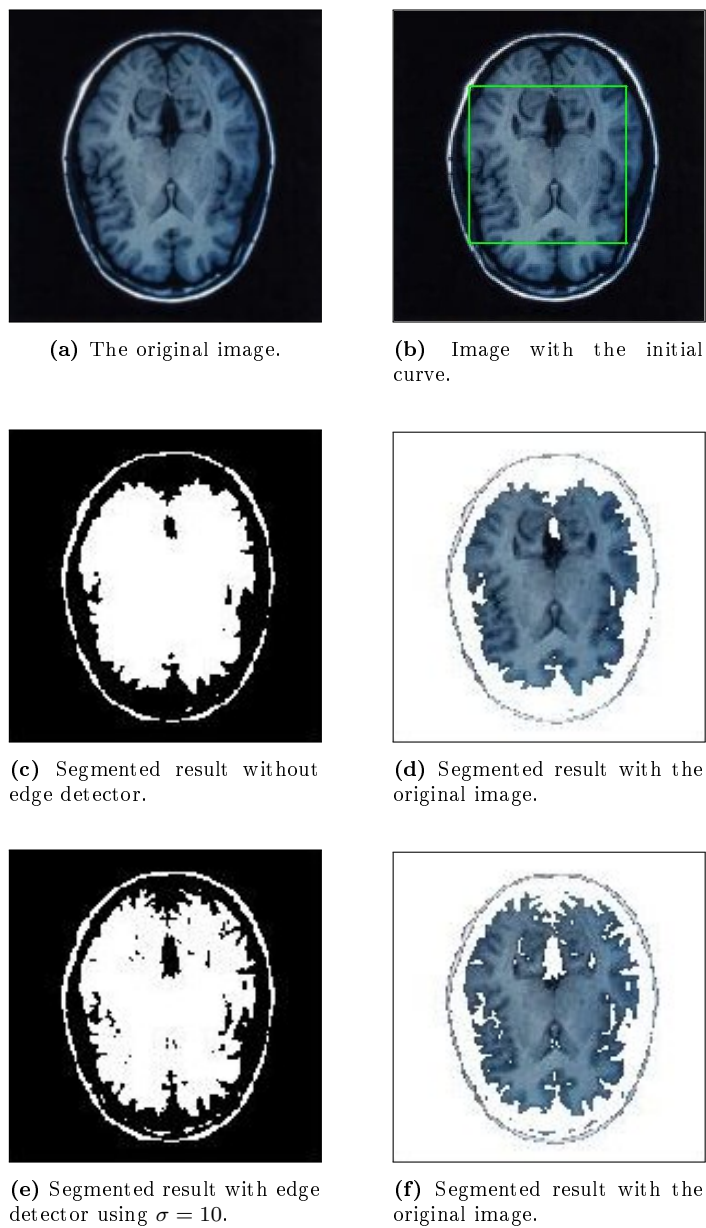 (a) The original image.
(b) Image with the initial
curve.
(c) Segmented result without
edge detector.
(d) Segmented result with the
original image.
(e) Segmented result with edge
detector using σ = 10.
(f) Segmented result with the
original image.